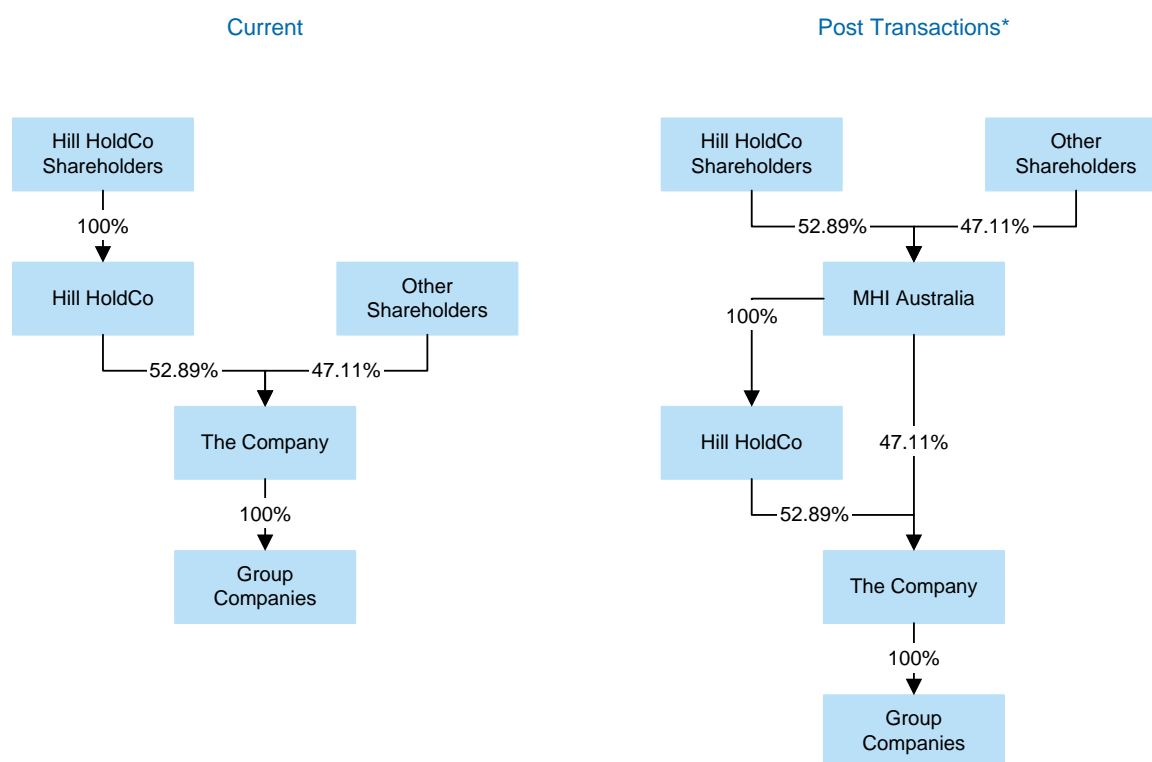 Current
Post Transactions*
Hill HoldCo
Shareholders
100%
Hill HoldCo
Other
Shareholders
52.89%
47.11%
The Company
100%
Group
Companies
Hill HoldCo
Shareholders
Other
Shareholders
52.89%
47.11%
MHI Australia
100%
Hill HoldCo
47.11%
52.89%
The Company
100%
Group
Companies